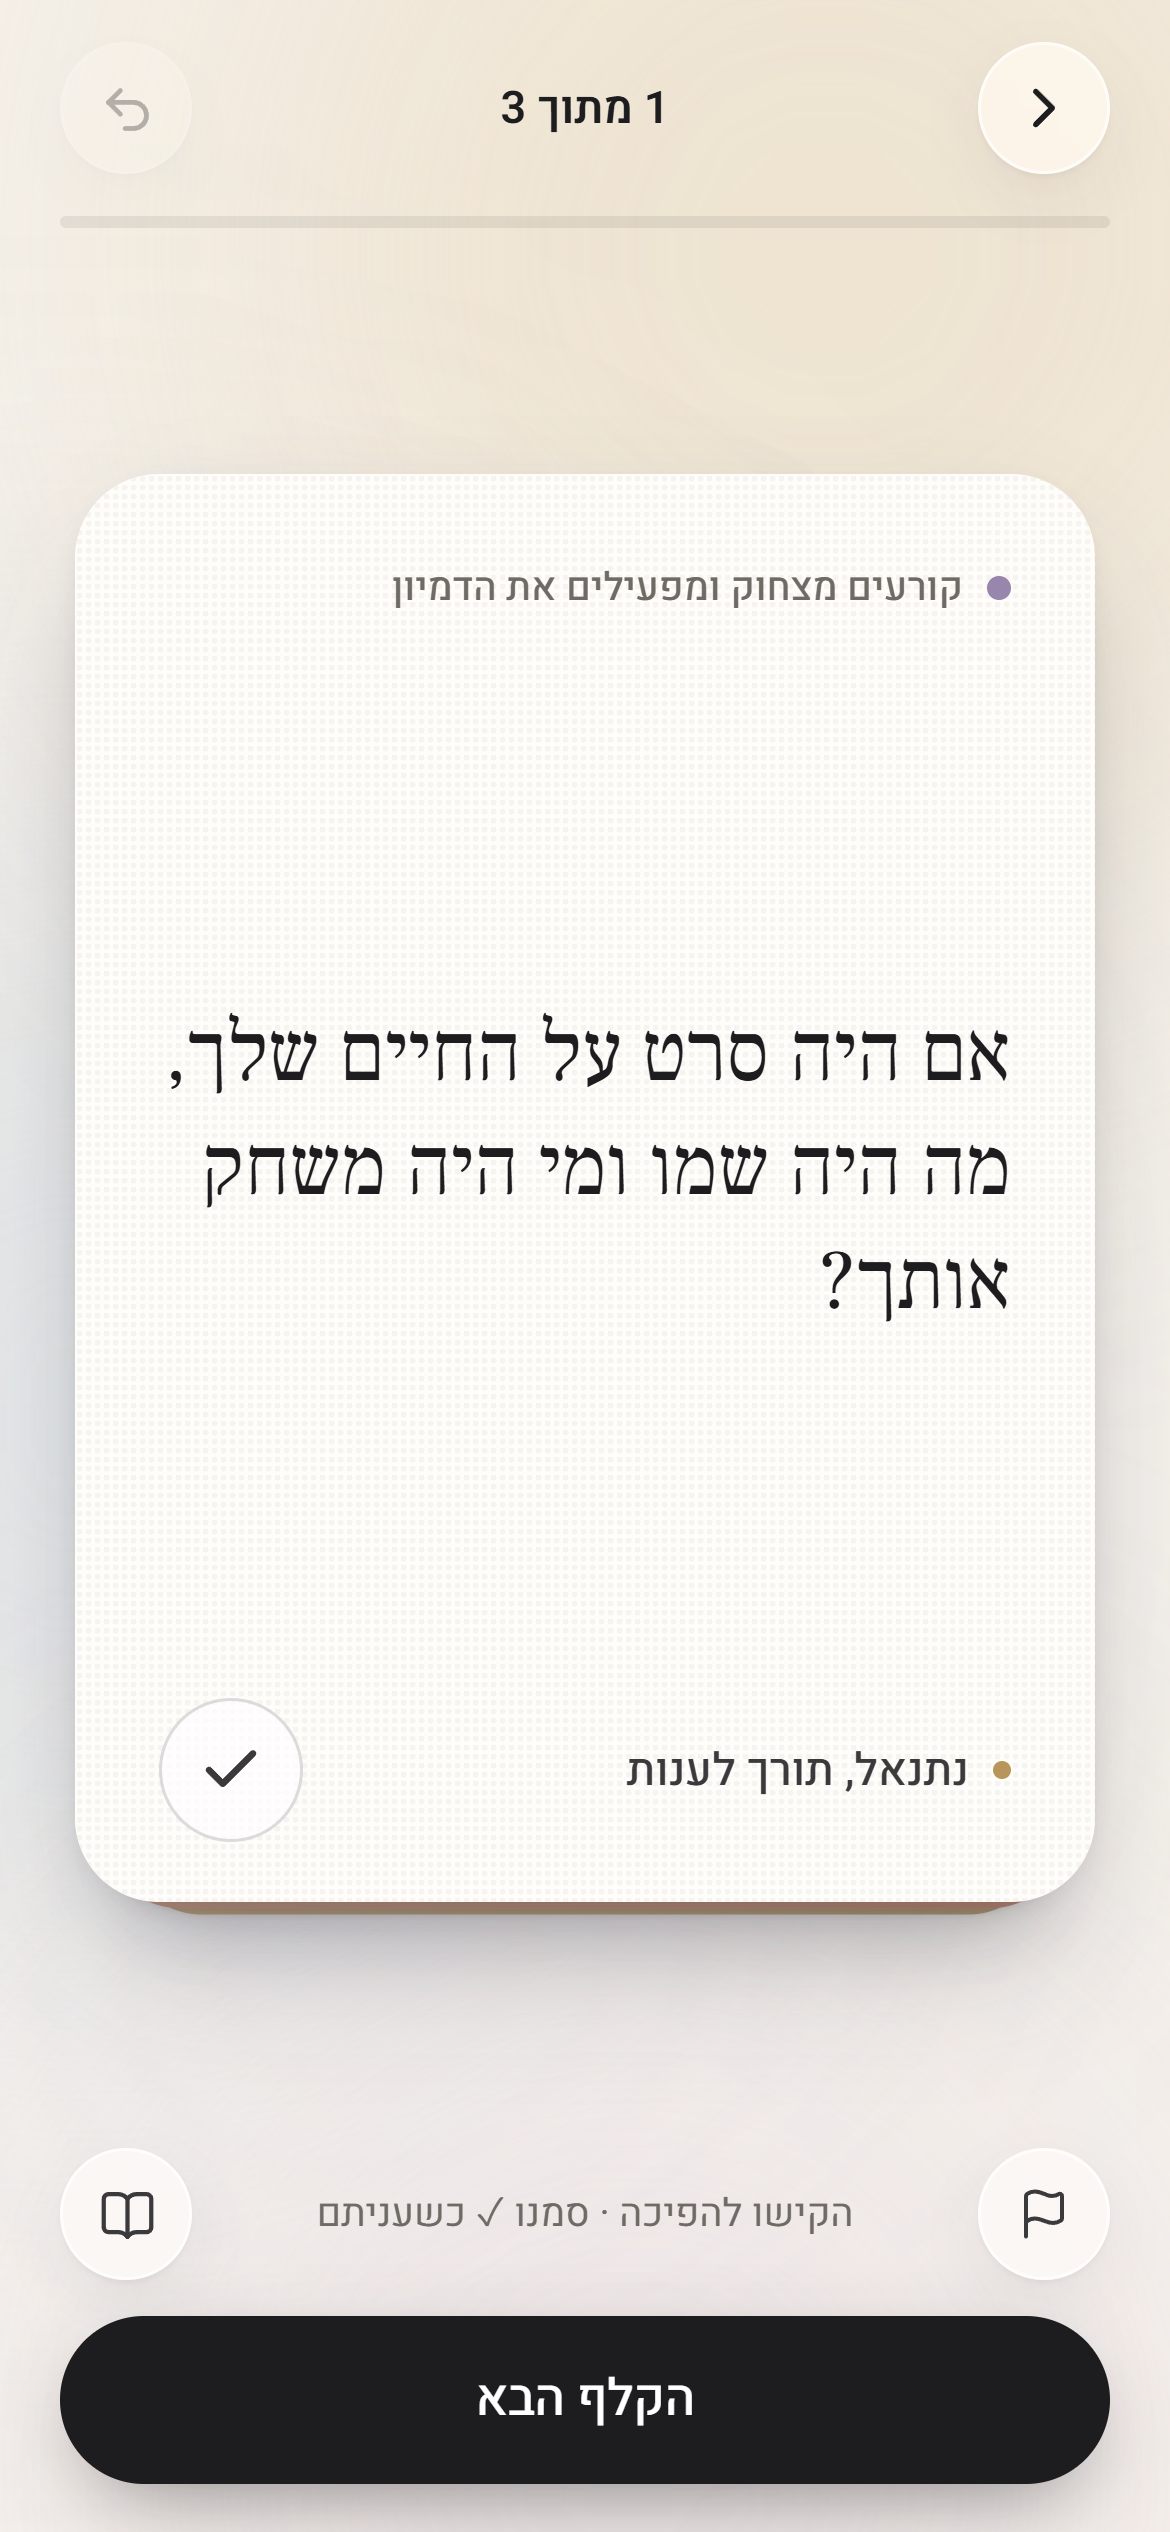 1 מתוך 3
קורעים מצחוק ומפעילים את הדמיון
אם היה סרט על החיים שלך,
מה היה שמו ומי היה משחק
אותך?
נתנאל, תורך לענות
הקישו להפיכה · סמנו ✓ כשעניתם
הקלף הבא